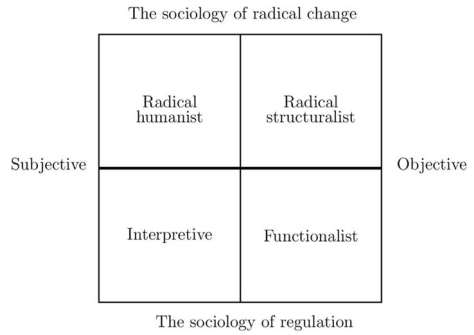 The sociology of radical change
Radical
humanist
Radical
structuralist
Subjective
Objective
Interpretive
Functionalist
The sociology of regulation